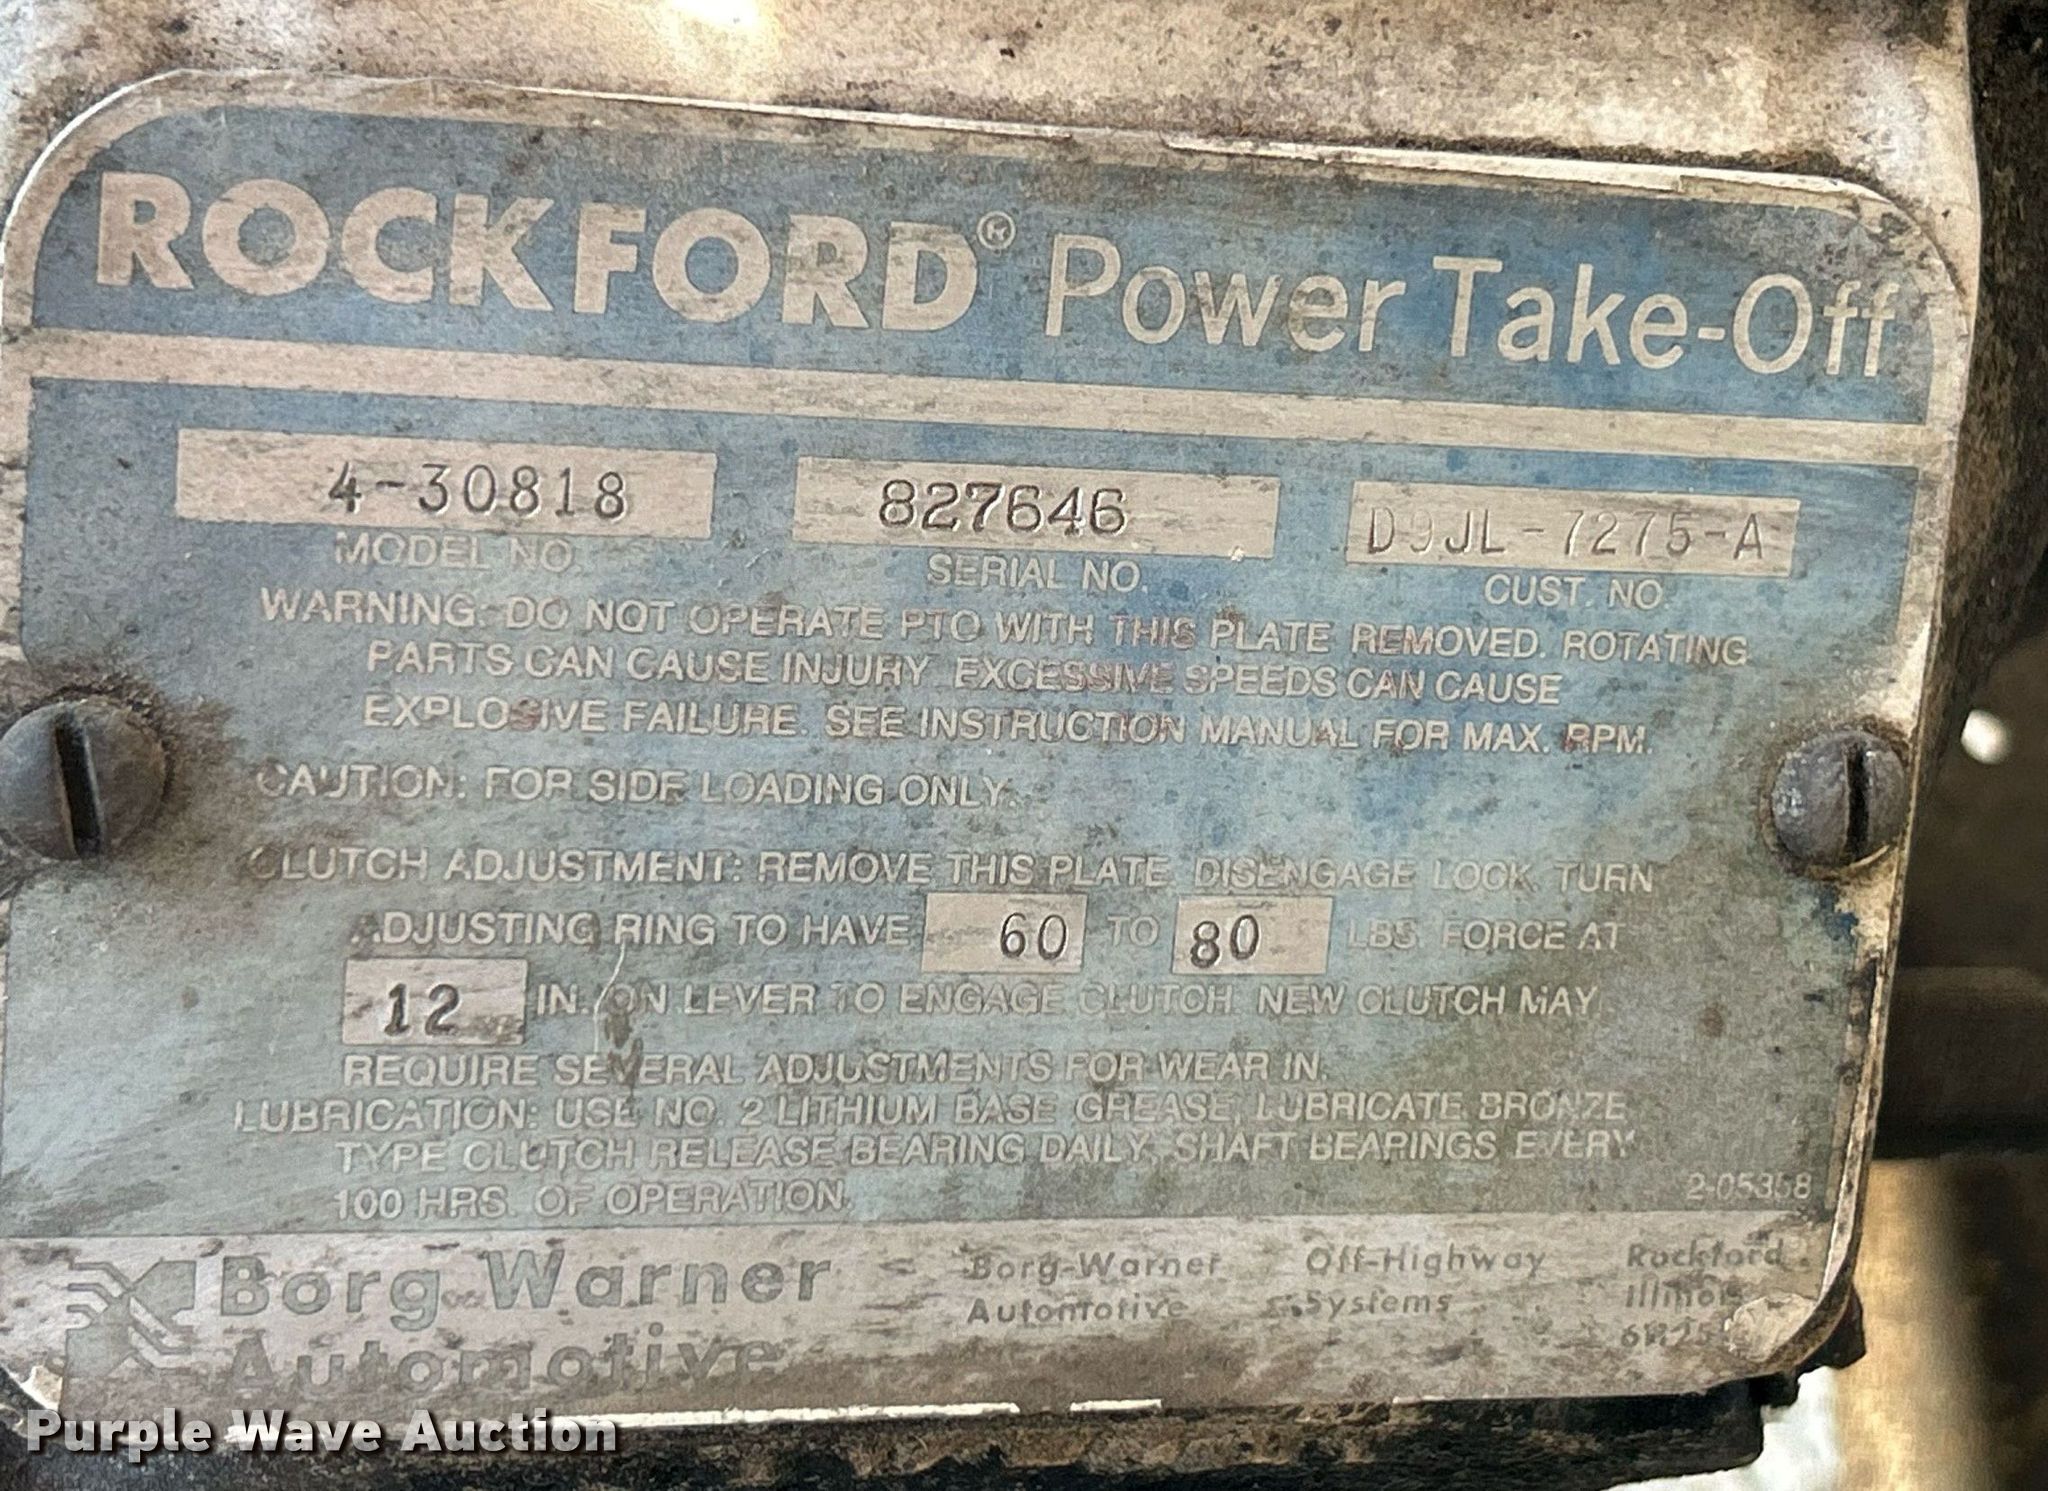 ROCKFORD® Power Take-Off
4-30818 827646 D9JL-7275-A
MODEL NO. SERIAL NO. CUST. NO.
WARNING: DO NOT OPERATE PTO WITH THIS PLATE REMOVED. ROTATING
PARTS CAN CAUSE INJURY. EXCESSIVE SPEEDS CAN CAUSE
EXPLOSIVE FAILURE. SEE INSTRUCTION MANUAL FOR MAX. RPM.
CAUTION: FOR SIDE LOADING ONLY.
CLUTCH ADJUSTMENT: REMOVE THIS PLATE. DISENGAGE LOCK. TURN
ADJUSTING RING TO HAVE 60 TO 80 LBS. FORCE AT
12 IN. ON LEVER TO ENGAGE CLUTCH. NEW CLUTCH MAY
REQUIRE SEVERAL ADJUSTMENTS FOR WEAR IN.
LUBRICATION: USE NO. 2 LITHIUM BASE GREASE, LUBRICATE BRONZE
TYPE CLUTCH RELEASE BEARING DAILY, SHAFT BEARINGS EVERY
100 HRS. OF OPERATION.
Borg Warner
Automotive
Borg-Warner
Automotive
Off-Highway
Systems
Rockford
Illinois
Purple Wave Auction